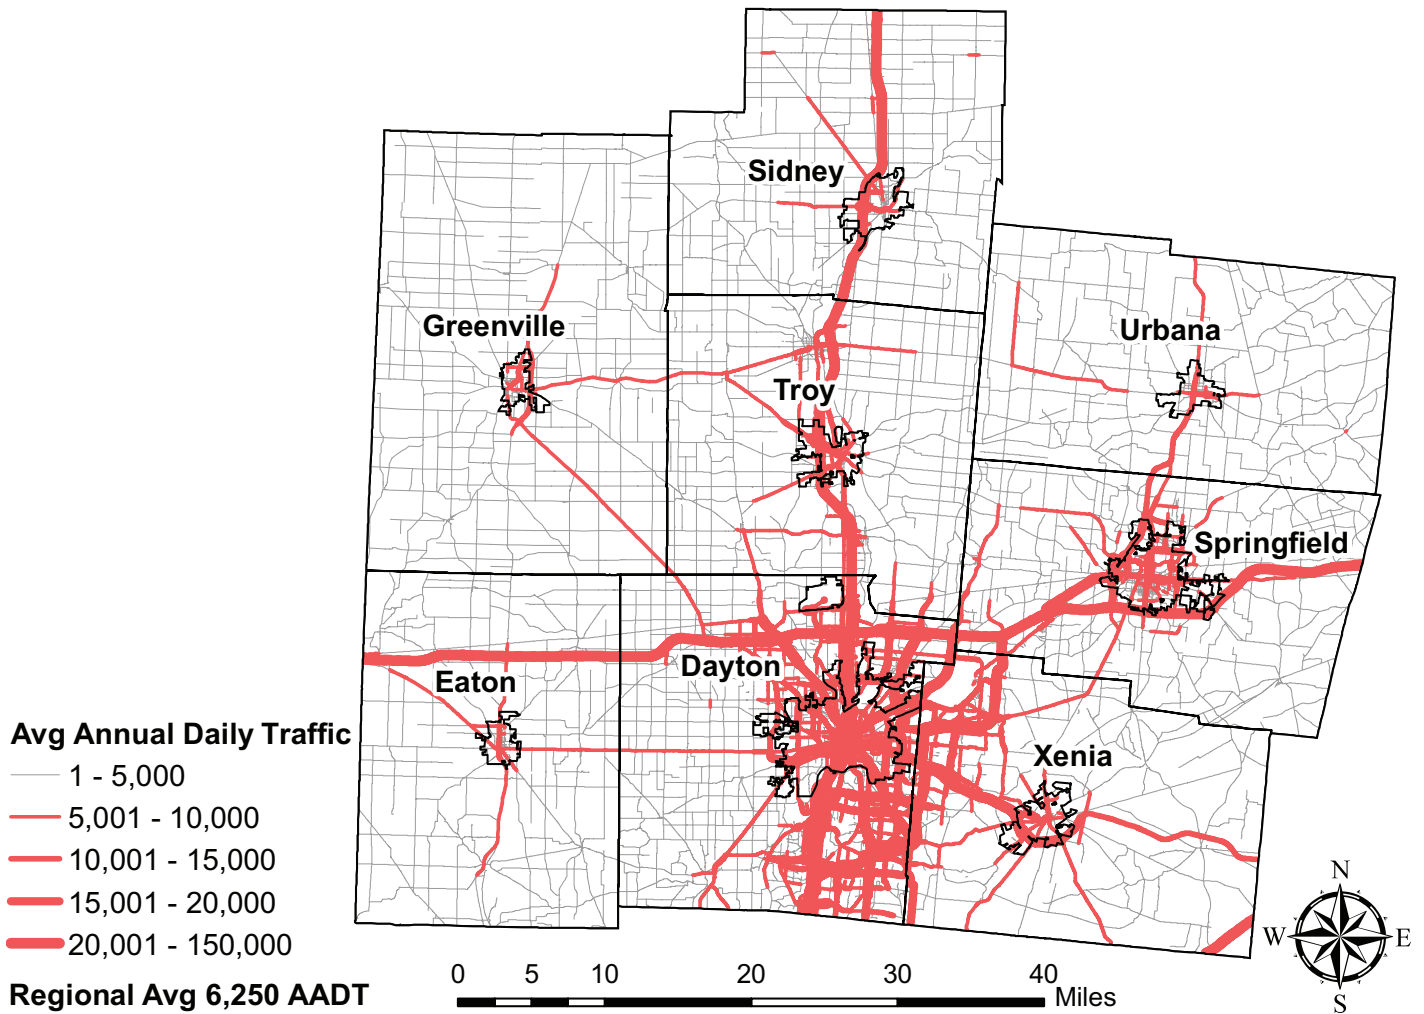 Sidney
Greenville
Urbana
Troy
Springfield
Dayton
Eaton
Xenia
Avg Annual Daily Traffic
1 - 5,000
5,001 - 10,000
10,001 - 15,000
15,001 - 20,000
20,001 - 150,000
Regional Avg 6,250 AADT
0 5 10 20 30 40
Miles
N
W E
S